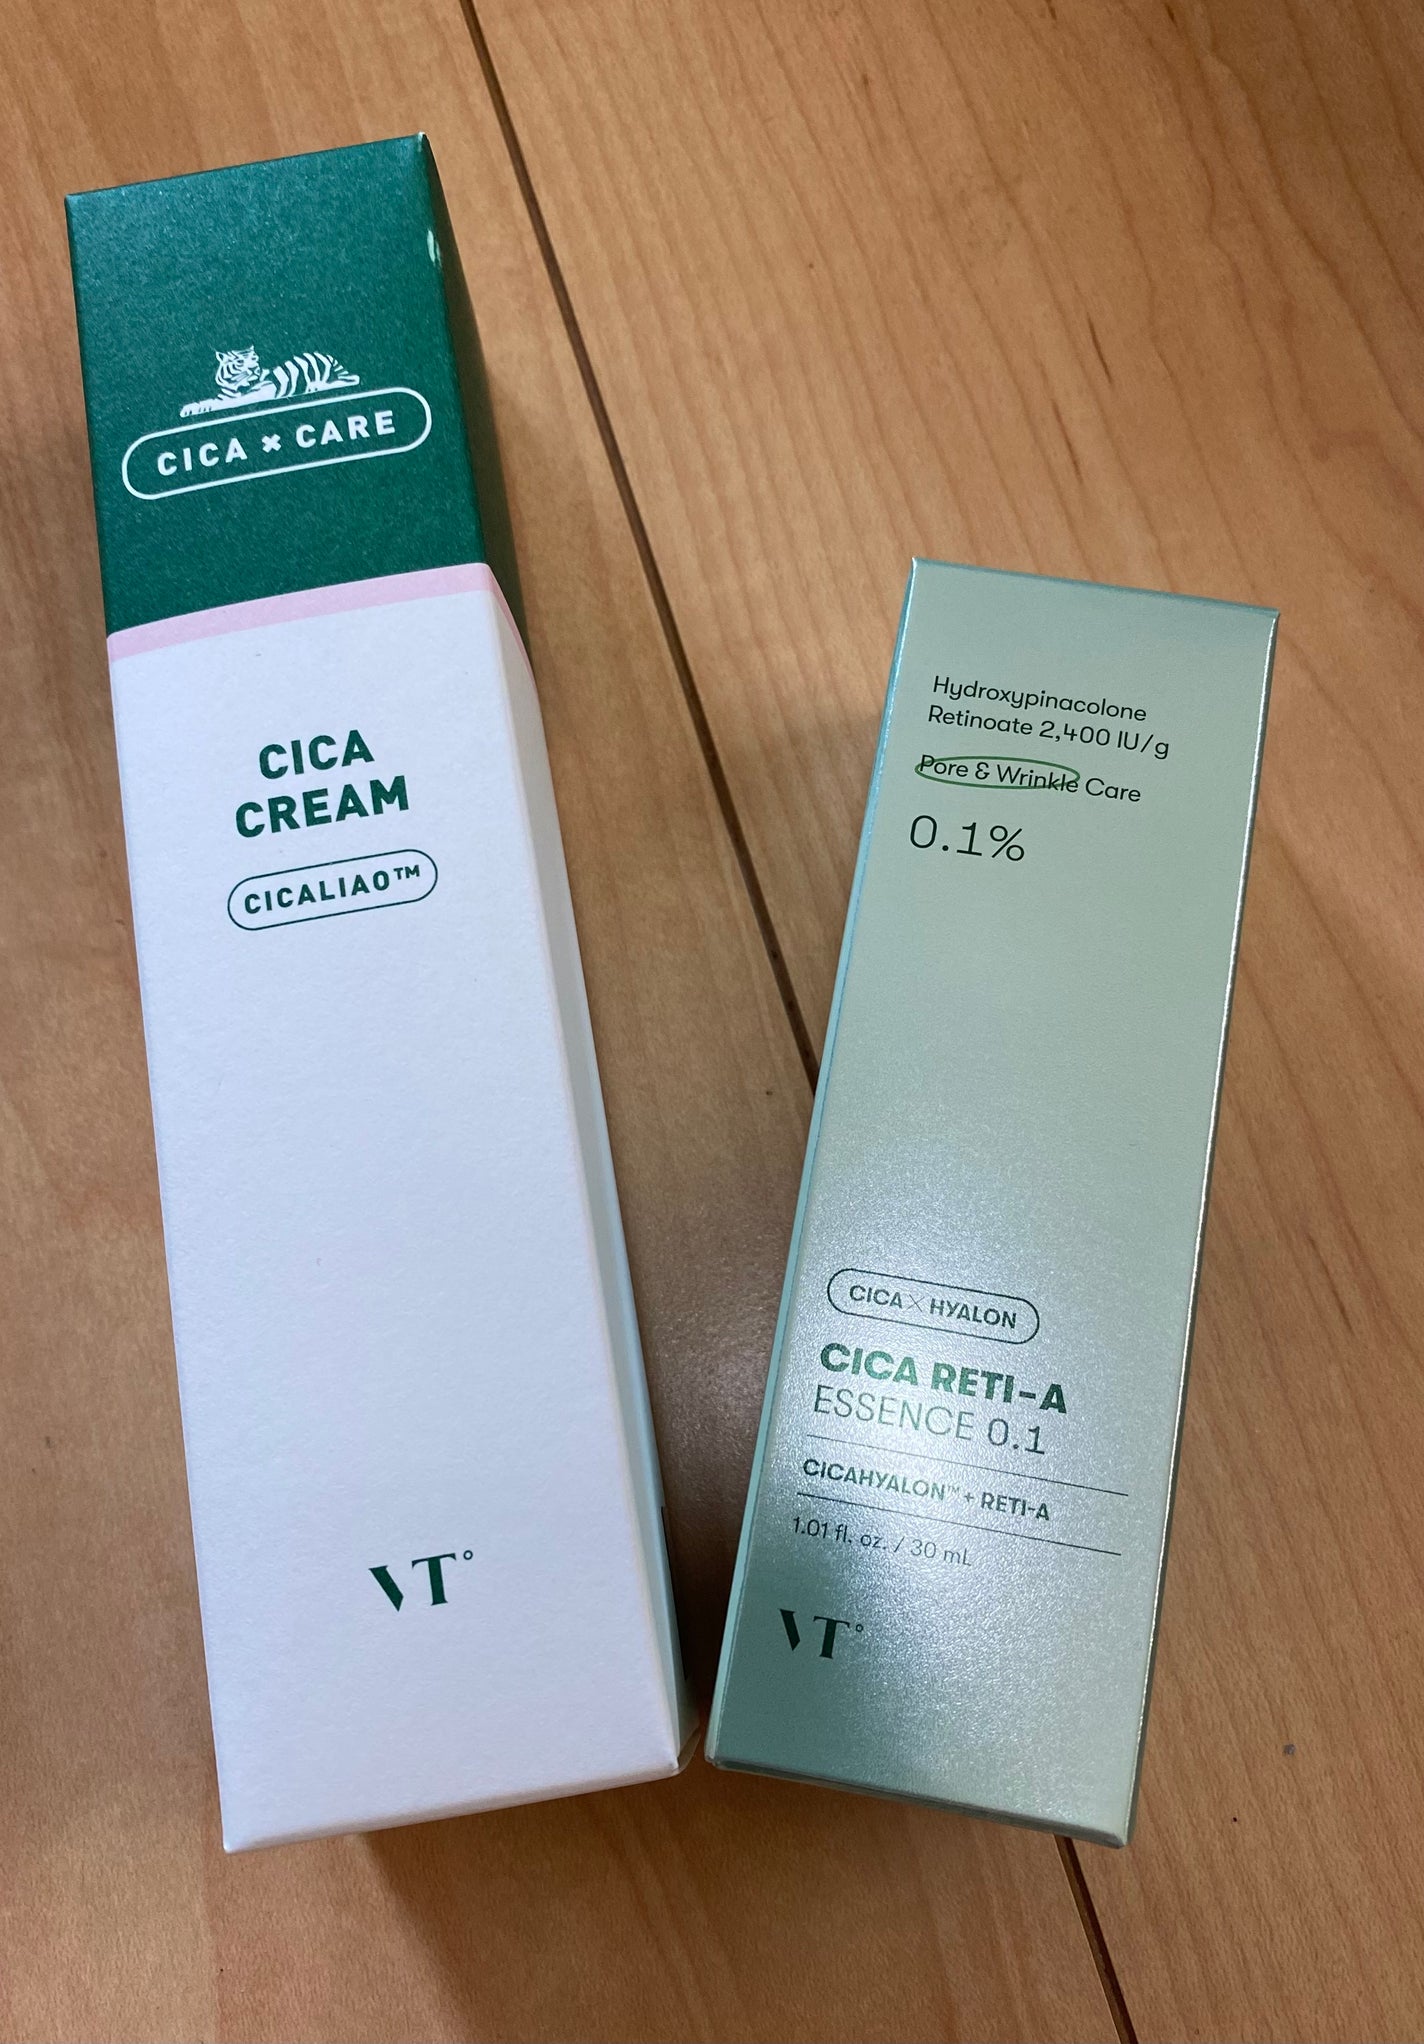 CICA × CARE
CICA
CREAM
CICALIAO™
VT°
Hydroxypinacolone
Retinoate 2,400 IU/g
Pore & Wrinkle Care
0.1%
CICA × HYALON
CICA RETI-A
ESSENCE 0.1
CICAHYALON™ + RETI-A
1.01 fl. oz. / 30 mL
VT°